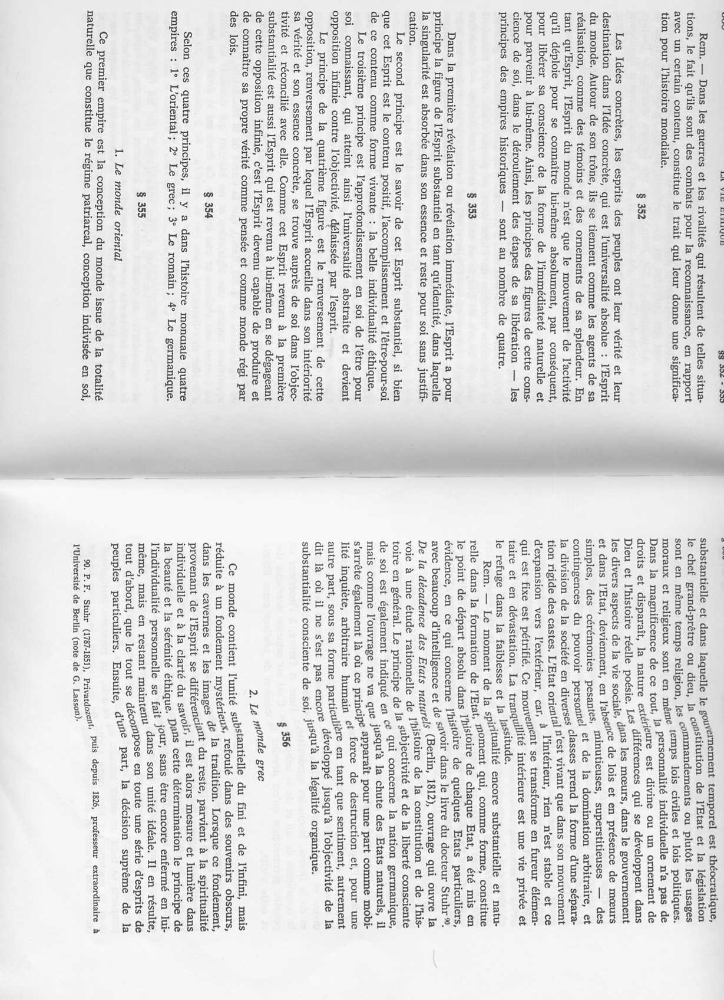 LA VIE ÉTHIQUE
§§ 352 - 355
Rem. — Dans les guerres et les rivalités qui résultent de telles situa-
tions, le fait qu'ils sont des combats pour la reconnaissance, en rapport
avec un certain contenu, constitue le trait qui leur donne une significa-
tion pour l'histoire mondiale.
§ 352
Les Idées concrètes, les esprits des peuples ont leur vérité et leur
destination dans l'Idée concrète, qui est l'universalité absolue : l'Esprit
du monde. Autour de son trône, ils se tiennent comme les agents de sa
réalisation, comme des témoins et des ornements de sa splendeur. En
tant qu'Esprit, l'Esprit du monde n'est que le mouvement de l'activité
qu'il déploie pour se connaître lui-même absolument, par conséquent,
pour libérer sa conscience de la forme de l'immédiateté naturelle et
pour parvenir à lui-même. Ainsi, les principes des figures de cette cons-
cience de soi, dans le déroulement des étapes de sa libération — les
principes des empires historiques — sont au nombre de quatre.
§ 353
Dans la première révélation ou révélation immédiate, l'Esprit a pour
principe la figure de l'Esprit substantiel en tant qu'identité, dans laquelle
la singularité est absorbée dans son essence et reste pour soi sans justifi-
cation.
Le second principe est le savoir de cet Esprit substantiel, si bien
que cet Esprit est le contenu positif, l'accomplissement et l'être-pour-soi
de ce contenu comme forme vivante : la belle individualité éthique.
Le troisième principe est l'approfondissement en soi de l'être pour
soi connaissant, qui atteint ainsi l'universalité abstraite et devient
opposition infinie contre l'objectivité, délaissée par l'esprit.
Le principe de la quatrième figure est le renversement de cette
opposition, renversement par lequel l'Esprit accueille dans son intériorité
sa vérité et son essence concrète, se trouve auprès de soi dans l'objec-
tivité et réconcilié avec elle. Comme cet Esprit revenu à la première
substantialité est aussi l'Esprit qui est revenu à lui-même en se dégageant
de cette opposition infinie, c'est l'Esprit devenu capable de produire et
de connaître sa propre vérité comme pensée et comme monde régi par
des lois.
§ 354
Selon ces quatre principes, il y a dans l'histoire mondiale quatre
empires : 1° L'oriental ; 2° Le grec ; 3° Le romain ; 4° Le germanique.
§ 355
1. Le monde oriental
Ce premier empire est la conception du monde issue de la totalité
naturelle que constitue le régime patriarcal, conception indivisée en soi,
substantielle et dans laquelle le gouvernement temporel est théocratique,
le chef grand-prêtre ou dieu, la constitution de l'Etat et la législation
sont en même temps religion, les commandements ou plutôt les usages
moraux et religieux sont en même temps lois civiles et lois politiques.
Dans la magnificence de ce tout, la personnalité individuelle n'a pas de
droits et disparaît, la nature extérieure est divine ou un ornement de
Dieu et l'histoire réelle poésie. Les différences qui se développent dans
les divers aspects de la vie sociale, dans les mœurs, dans le gouvernement
et dans l'Etat, deviennent, en l'absence de lois et en présence de mœurs
simples, des cérémonies pesantes, minutieuses, superstitieuses — des
contingences du pouvoir personnel et de la domination arbitraire, et
la division de la société en diverses classes prend la forme d'une sépara-
tion rigide des castes. L'Etat oriental n'est vivant que dans son mouvement
d'expansion vers l'extérieur, car, à l'intérieur, rien n'est stable et ce
qui est fixe est pétrifié. Ce mouvement se transforme en fureur élémen-
taire et en dévastation. La tranquillité intérieure est une vie privée et
le refuge dans la faiblesse et la lassitude.
Rem. — Le moment de la spiritualité encore substantielle et natu-
relle dans la formation de l'Etat, moment qui, comme forme, constitue
le point de départ absolu dans l'histoire de chaque Etat, a été mis en
évidence, en ce qui concerne l'histoire de quelques Etats particuliers,
avec beaucoup d'intelligence et de savoir dans le livre du docteur Stuhr 90.
De la décadence des Etats naturels (Berlin, 1812), ouvrage qui ouvre la
voie à une étude rationnelle de l'histoire de la constitution et de l'his-
toire en général. Le principe de la subjectivité et de la liberté consciente
de soi est également indiqué en ce qui concerne la nation germanique,
mais comme l'ouvrage ne va que jusqu'à la chute des Etats naturels, il
s'arrête également là où ce principe apparaît pour une part comme mobi-
lité inquiète, arbitraire humain et force de destruction et, pour une
autre part, sous sa forme particulière en tant que sentiment, autrement
dit là où il ne s'est pas encore développé jusqu'à l'objectivité de la
substantialité consciente de soi, jusqu'à la légalité organique.
§ 356
2. Le monde grec
Ce monde contient l'unité substantielle du fini et de l'infini, mais
réduite à un fondement mystérieux, refoulé dans des souvenirs obscurs,
dans les cavernes et les images de la tradition. Lorsque ce fondement,
provenant de l'Esprit se différenciant du reste, parvient à la spiritualité
individuelle et à la clarté du savoir, il est alors mesure et lumière dans
la beauté et la sérénité éthique. Dans cette détermination le principe de
l'individualité personnelle se fait jour, sans être encore enfermé en lui-
même, mais en restant maintenu dans son unité idéale. Il en résulte,
tout d'abord, que le tout se décompose en toute une série d'esprits de
peuples particuliers. Ensuite, d'une part, la décision suprême de la
90. P. F. Stuhr (1787-1851), Privardozent, puis depuis 1826, professeur extraordinaire à
l'Université de Berlin (note de G. Lasson).